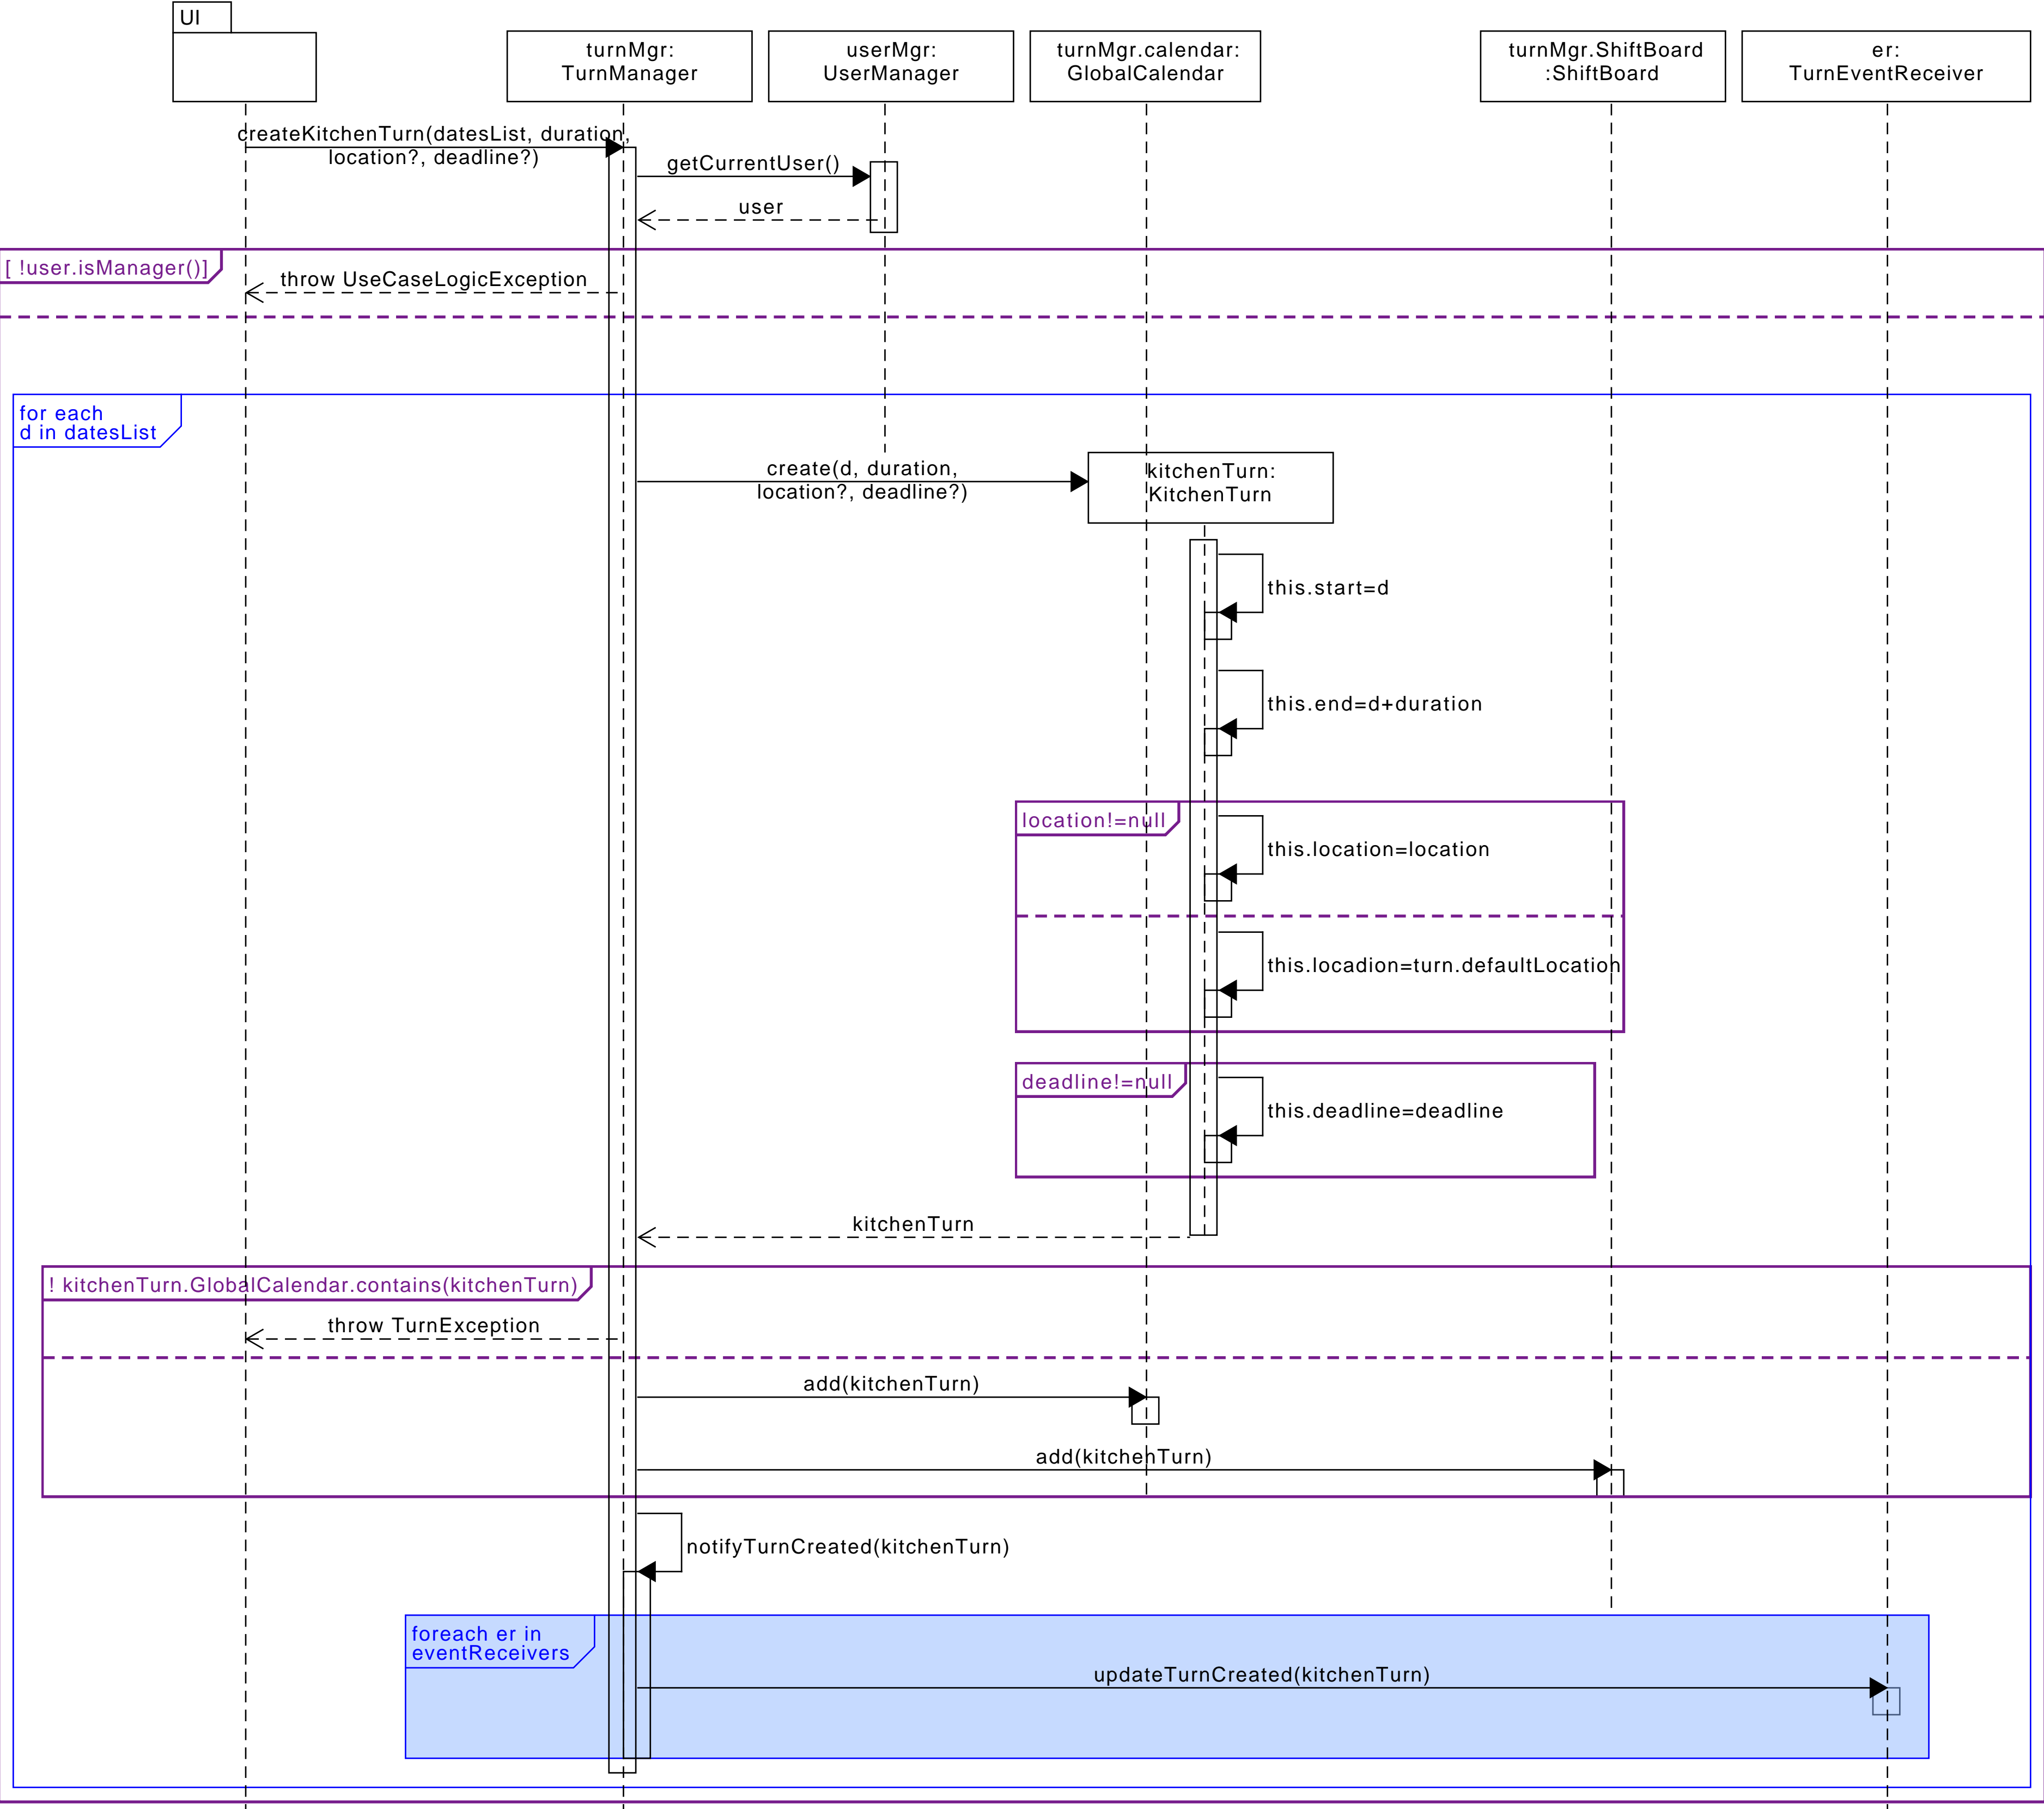 UI
turnMgr:
TurnManager
userMgr:
UserManager
turnMgr.calendar:
GlobalCalendar
turnMgr.ShiftBoard
:ShiftBoard
er:
TurnEventReceiver
createKitchenTurn(datesList, duration,
location?, deadline?)
getCurrentUser()
user
[ !user.isManager()]
throw UseCaseLogicException
for each
d in datesList
create(d, duration,
location?, deadline?)
kitchenTurn:
KitchenTurn
this.start=d
this.end=d+duration
location!=null
this.location=location
this.locadion=turn.defaultLocation
deadline!=null
this.deadline=deadline
kitchenTurn
! kitchenTurn.GlobalCalendar.contains(kitchenTurn)
throw TurnException
add(kitchenTurn)
add(kitchenTurn)
notifyTurnCreated(kitchenTurn)
foreach er in
eventReceivers
updateTurnCreated(kitchenTurn)